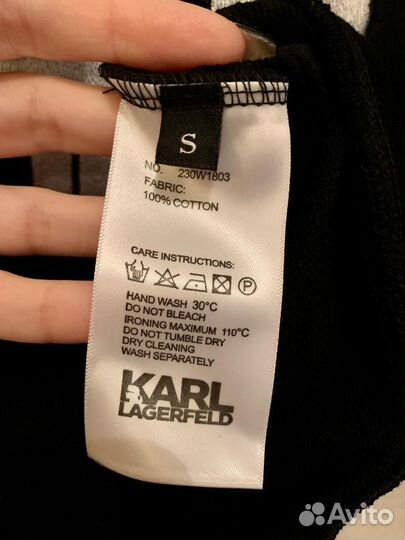 S
NO. 230W1803
FABRIC:
100% COTTON
CARE INSTRUCTIONS:
P
HAND WASH 30°C
DO NOT BLEACH
IRONING MAXIMUM 110°C
DO NOT TUMBLE DRY
DRY CLEANING
WASH SEPARATELY
KARL
LAGERFELD
Avito